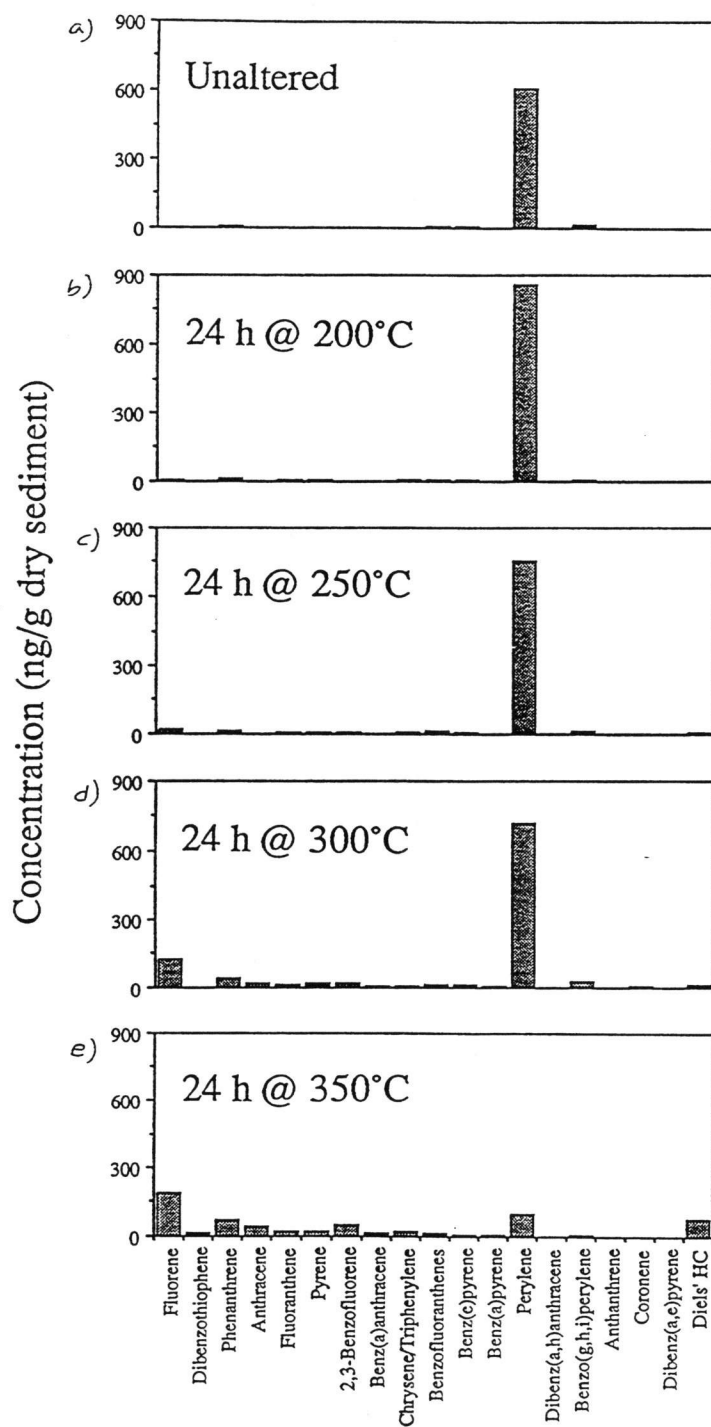 a)
900
600
300
0
Unaltered
b)
900
600
300
0
24 h @ 200°C
c)
900
600
300
0
24 h @ 250°C
d)
900
600
300
0
24 h @ 300°C
e)
900
600
300
0
24 h @ 350°C
Concentration (ng/g dry sediment)
Fluorene
Dibenzothiophene
Phenanthrene
Anthracene
Fluoranthene
Pyrene
2,3-Benzofluorene
Benz(a)anthracene
Chrysene/Triphenylene
Benzofluoranthenes
Benz(e)pyrene
Benz(a)pyrene
Perylene
Dibenz(a,h)anthracene
Benzo(g,h,i)perylene
Anthanthrene
Coronene
Dibenz(a,e)pyrene
Diels' HC